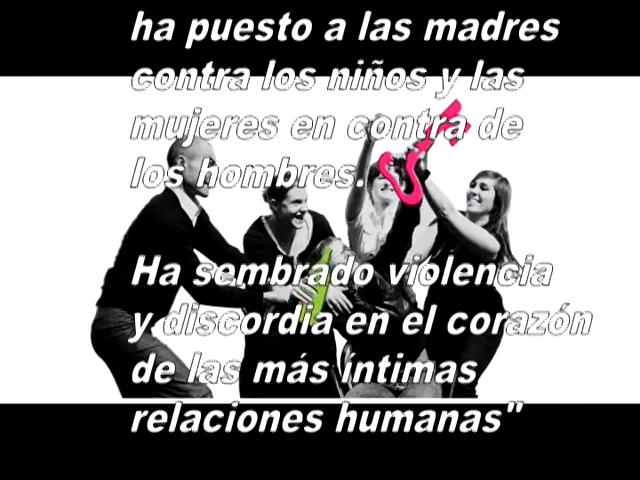 ha puesto a las madres
contra los niños y las
mujeres en contra de
los hombres.
Ha sembrado violencia
y discordia en el corazón
de las más íntimas
relaciones humanas"